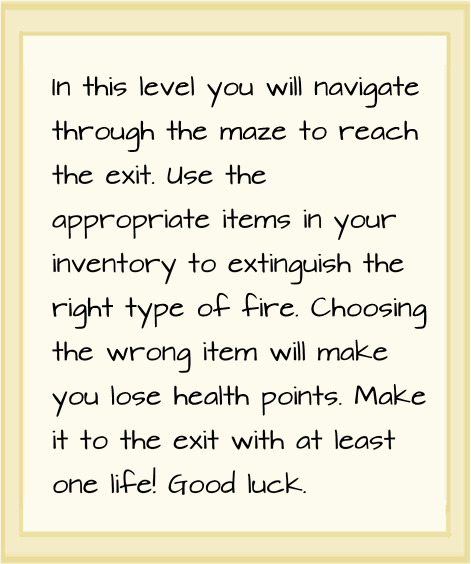 In this level you will navigate
through the maze to reach
the exit. Use the
appropriate items in your
inventory to extinguish the
right type of fire. Choosing
the wrong item will make
you lose health points. Make
it to the exit with at least
one life! Good luck.